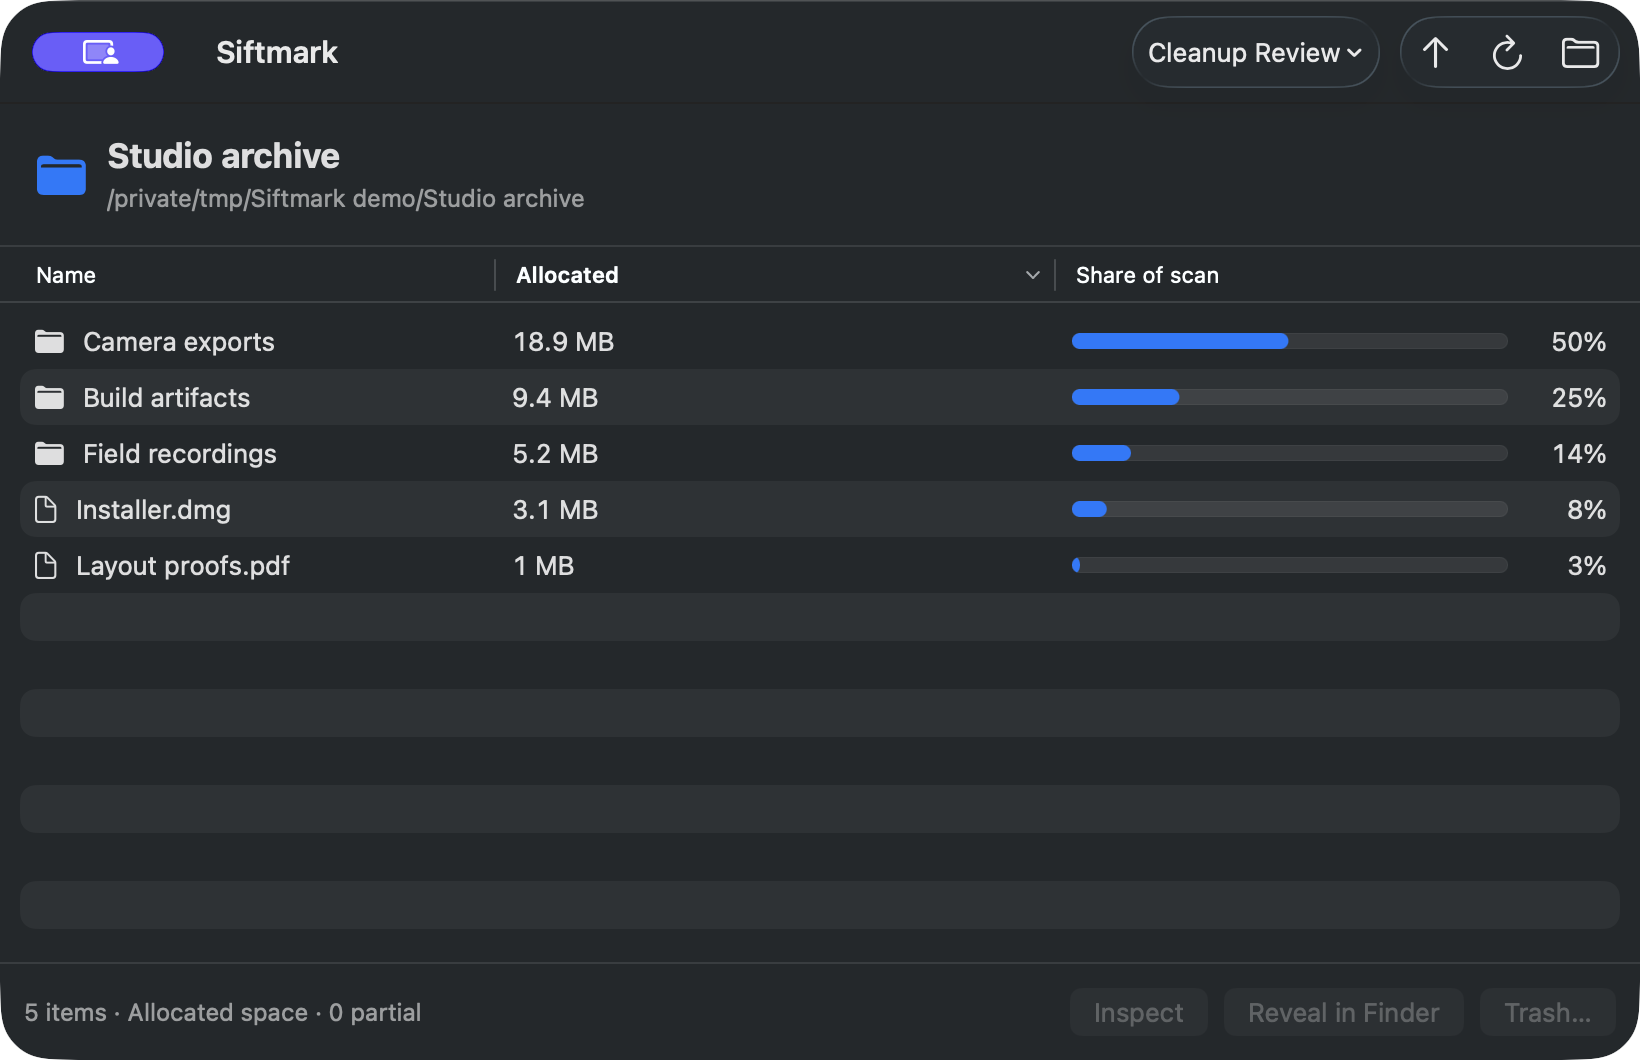 Siftmark
Cleanup Review
Studio archive
/private/tmp/Siftmark demo/Studio archive
Name Allocated Share of scan
Camera exports 18.9 MB 50%
Build artifacts 9.4 MB 25%
Field recordings 5.2 MB 14%
Installer.dmg 3.1 MB 8%
Layout proofs.pdf 1 MB 3%
5 items · Allocated space · 0 partial Inspect Reveal in Finder Trash...